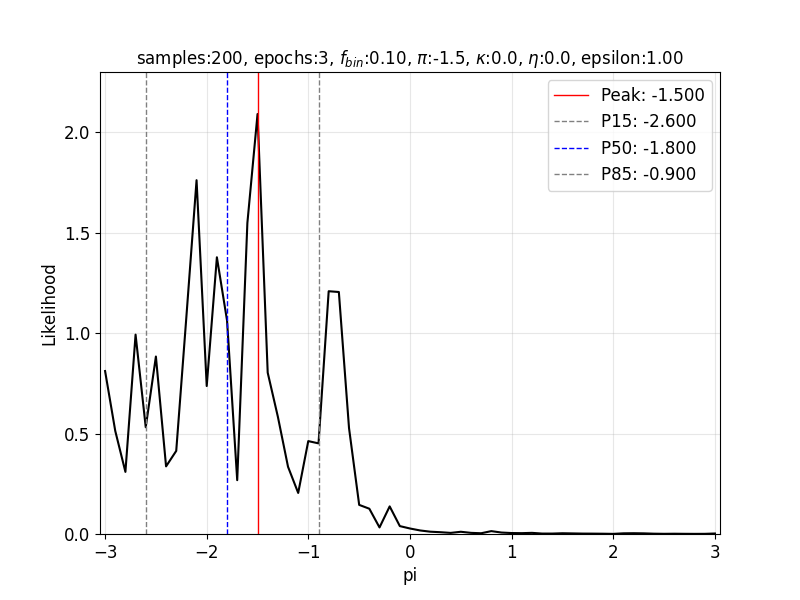 samples:200, epochs:3, f_bin:0.10, π:-1.5, κ:0.0, η:0.0, epsilon:1.00
Peak: -1.500
P15: -2.600
P50: -1.800
P85: -0.900
2.0
1.5
1.0
0.5
0.0
Likelihood
−3 −2 −1 0 1 2 3
pi